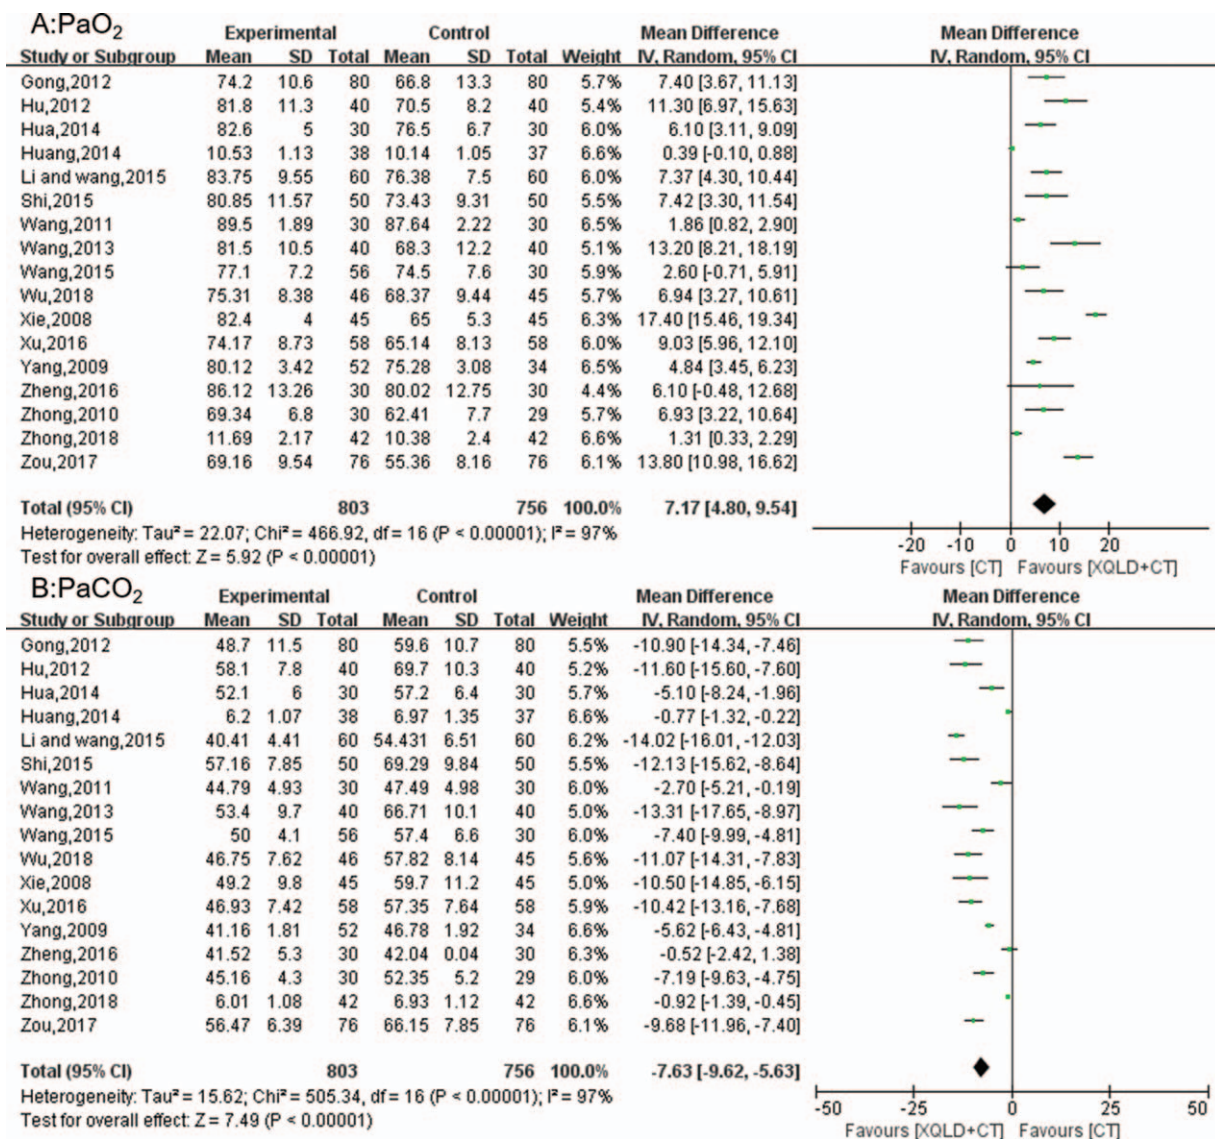 A:PaO₂
Experimental Control Mean Difference Mean Difference
Study or Subgroup Mean SD Total Mean SD Total Weight IV, Random, 95% CI IV, Random, 95% CI
Gong,2012 74.2 10.6 80 66.8 13.3 80 5.7% 7.40 [3.67, 11.13]
Hu,2012 81.8 11.3 40 70.5 8.2 40 5.4% 11.30 [6.97, 15.63]
Hua,2014 82.6 5 30 76.5 6.7 30 6.0% 6.10 [3.11, 9.09]
Huang,2014 10.53 1.13 38 10.14 1.05 37 6.6% 0.39 [-0.10, 0.88]
Li and wang,2015 83.75 9.55 60 76.38 7.5 60 6.0% 7.37 [4.30, 10.44]
Shi,2015 80.85 11.57 50 73.43 9.31 50 5.5% 7.42 [3.30, 11.54]
Wang,2011 89.5 1.89 30 87.64 2.22 30 6.5% 1.86 [0.82, 2.90]
Wang,2013 81.5 10.5 40 68.3 12.2 40 5.1% 13.20 [8.21, 18.19]
Wang,2015 77.1 7.2 56 74.5 7.6 30 5.9% 2.60 [-0.71, 5.91]
Wu,2018 75.31 8.38 46 68.37 9.44 45 5.7% 6.94 [3.27, 10.61]
Xie,2008 82.4 4 45 65 5.3 45 6.3% 17.40 [15.46, 19.34]
Xu,2016 74.17 8.73 58 65.14 8.13 58 6.0% 9.03 [5.96, 12.10]
Yang,2009 80.12 3.42 52 75.28 3.08 34 6.5% 4.84 [3.45, 6.23]
Zheng,2016 86.12 13.26 30 80.02 12.75 30 4.4% 6.10 [-0.48, 12.68]
Zhong,2010 69.34 6.8 30 62.41 7.7 29 5.7% 6.93 [3.22, 10.64]
Zhong,2018 11.69 2.17 42 10.38 2.4 42 6.6% 1.31 [0.33, 2.29]
Zou,2017 69.16 9.54 76 55.36 8.16 76 6.1% 13.80 [10.98, 16.62]
Total (95% CI) 803 756 100.0% 7.17 [4.80, 9.54]
Heterogeneity: Tau² = 22.07; Chi² = 466.92, df = 16 (P < 0.00001); I² = 97%
Test for overall effect: Z = 5.92 (P < 0.00001)
-20 -10 0 10 20
Favours [CT] Favours [XQLD+CT]
B:PaCO₂
Experimental Control Mean Difference Mean Difference
Study or Subgroup Mean SD Total Mean SD Total Weight IV, Random, 95% CI IV, Random, 95% CI
Gong,2012 48.7 11.5 80 59.6 10.7 80 5.5% -10.90 [-14.34, -7.46]
Hu,2012 58.1 7.8 40 69.7 10.3 40 5.2% -11.60 [-15.60, -7.60]
Hua,2014 52.1 6 30 57.2 6.4 30 5.7% -5.10 [-8.24, -1.96]
Huang,2014 6.2 1.07 38 6.97 1.35 37 6.6% -0.77 [-1.32, -0.22]
Li and wang,2015 40.41 4.41 60 54.431 6.51 60 6.2% -14.02 [-16.01, -12.03]
Shi,2015 57.16 7.85 50 69.29 9.84 50 5.5% -12.13 [-15.62, -8.64]
Wang,2011 44.79 4.93 30 47.49 4.98 30 6.0% -2.70 [-5.21, -0.19]
Wang,2013 53.4 9.7 40 66.71 10.1 40 5.0% -13.31 [-17.65, -8.97]
Wang,2015 50 4.1 56 57.4 6.6 30 6.0% -7.40 [-9.99, -4.81]
Wu,2018 46.75 7.62 46 57.82 8.14 45 5.6% -11.07 [-14.31, -7.83]
Xie,2008 49.2 9.8 45 59.7 11.2 45 5.0% -10.50 [-14.85, -6.15]
Xu,2016 46.93 7.42 58 57.35 7.64 58 5.9% -10.42 [-13.16, -7.68]
Yang,2009 41.16 1.81 52 46.78 1.92 34 6.6% -5.62 [-6.43, -4.81]
Zheng,2016 41.52 5.3 30 42.04 0.04 30 6.3% -0.52 [-2.42, 1.38]
Zhong,2010 45.16 4.3 30 52.35 5.2 29 6.0% -7.19 [-9.63, -4.75]
Zhong,2018 6.01 1.08 42 6.93 1.12 42 6.6% -0.92 [-1.39, -0.45]
Zou,2017 56.47 6.39 76 66.15 7.85 76 6.1% -9.68 [-11.96, -7.40]
Total (95% CI) 803 756 100.0% -7.63 [-9.62, -5.63]
Heterogeneity: Tau² = 15.62; Chi² = 505.34, df = 16 (P < 0.00001); I² = 97%
Test for overall effect: Z = 7.49 (P < 0.00001)
-50 -25 0 25 50
Favours [XQLD+CT] Favours [CT]